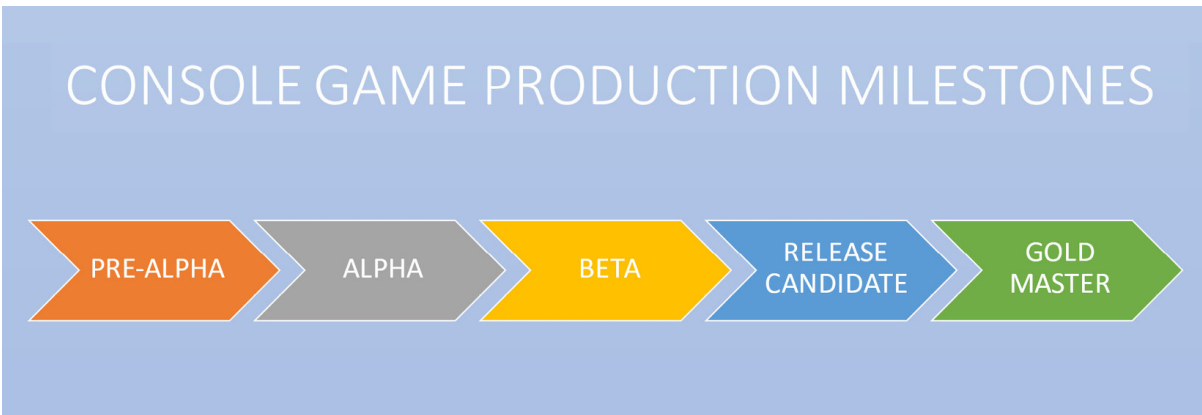 CONSOLE GAME PRODUCTION MILESTONES
PRE-ALPHA
ALPHA
BETA
RELEASE
CANDIDATE
GOLD
MASTER